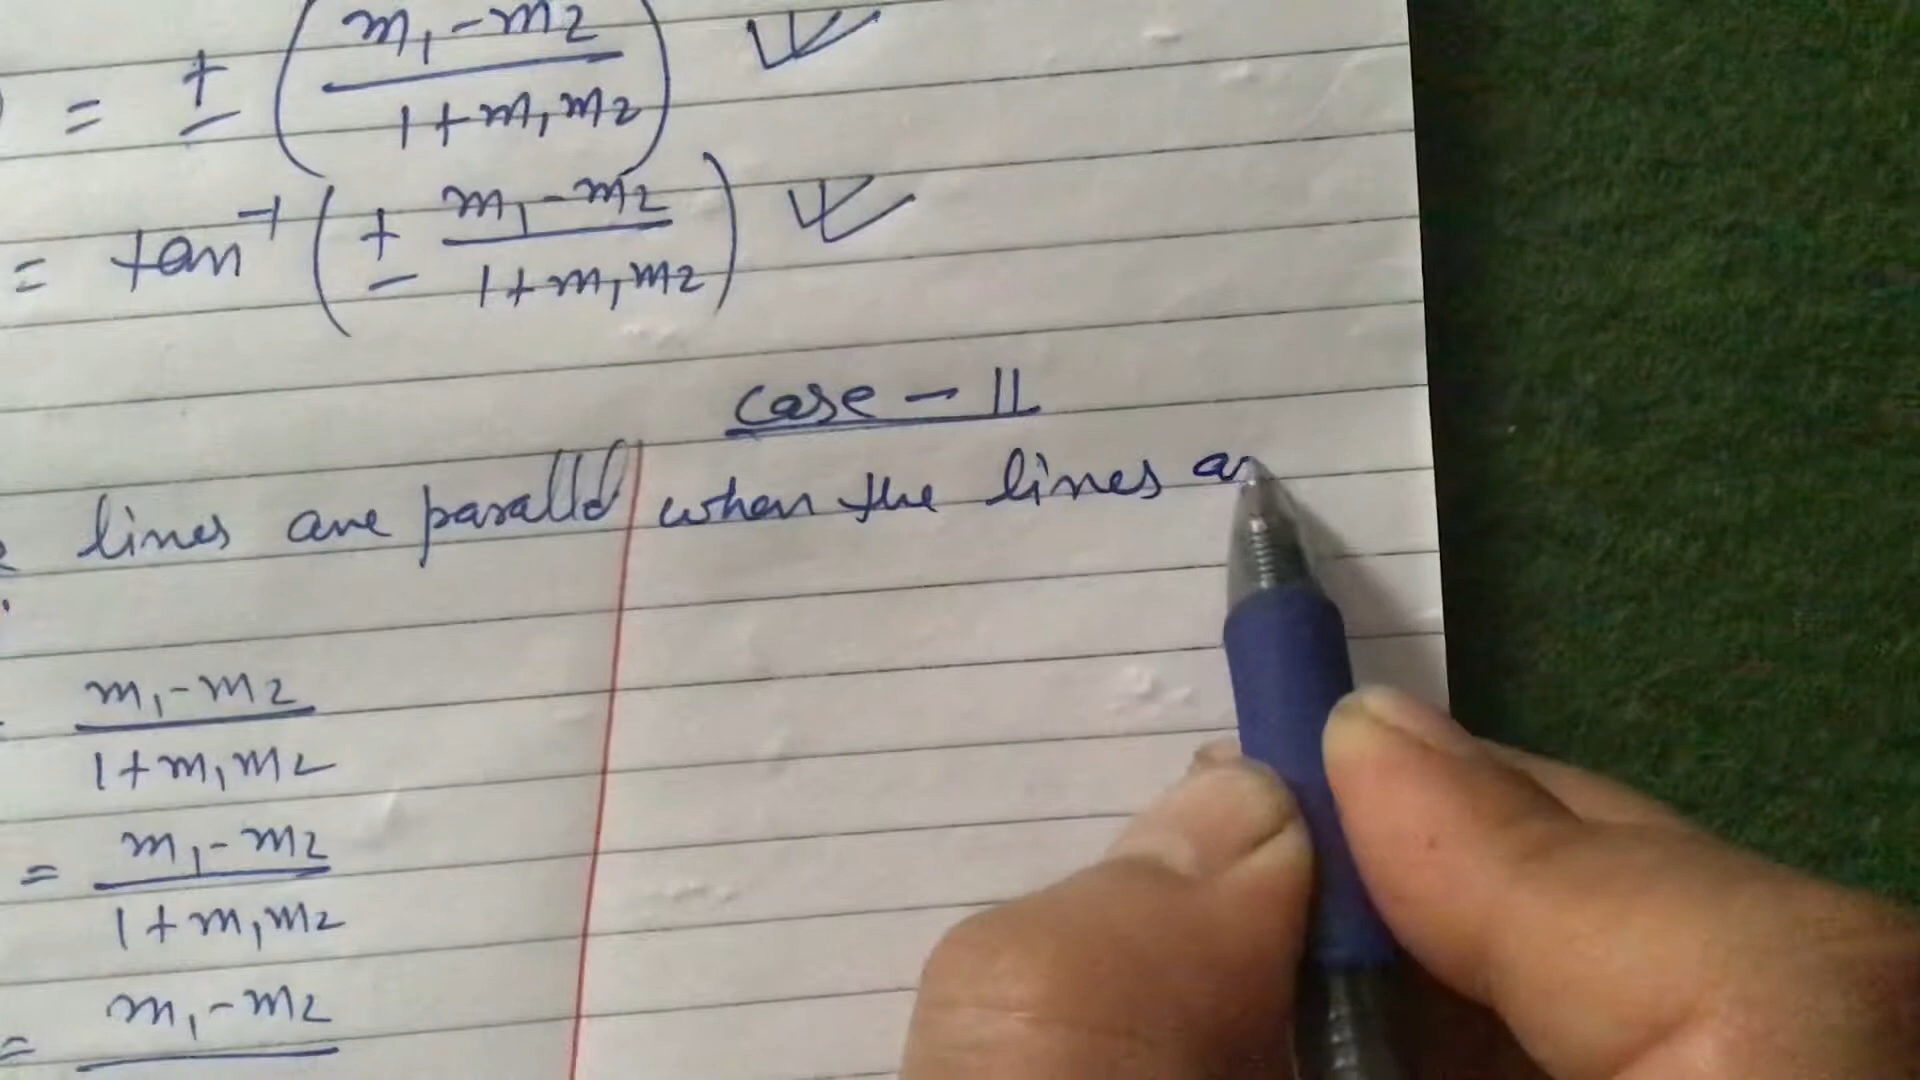 = ± (m₁-m₂ / 1+m₁m₂)
= tan⁻¹ (± m₁-m₂ / 1+m₁m₂)
case - II
lines are parallel
when the lines a
m₁-m₂ / 1+m₁m₂
= m₁-m₂ / 1+m₁m₂
= m₁-m₂